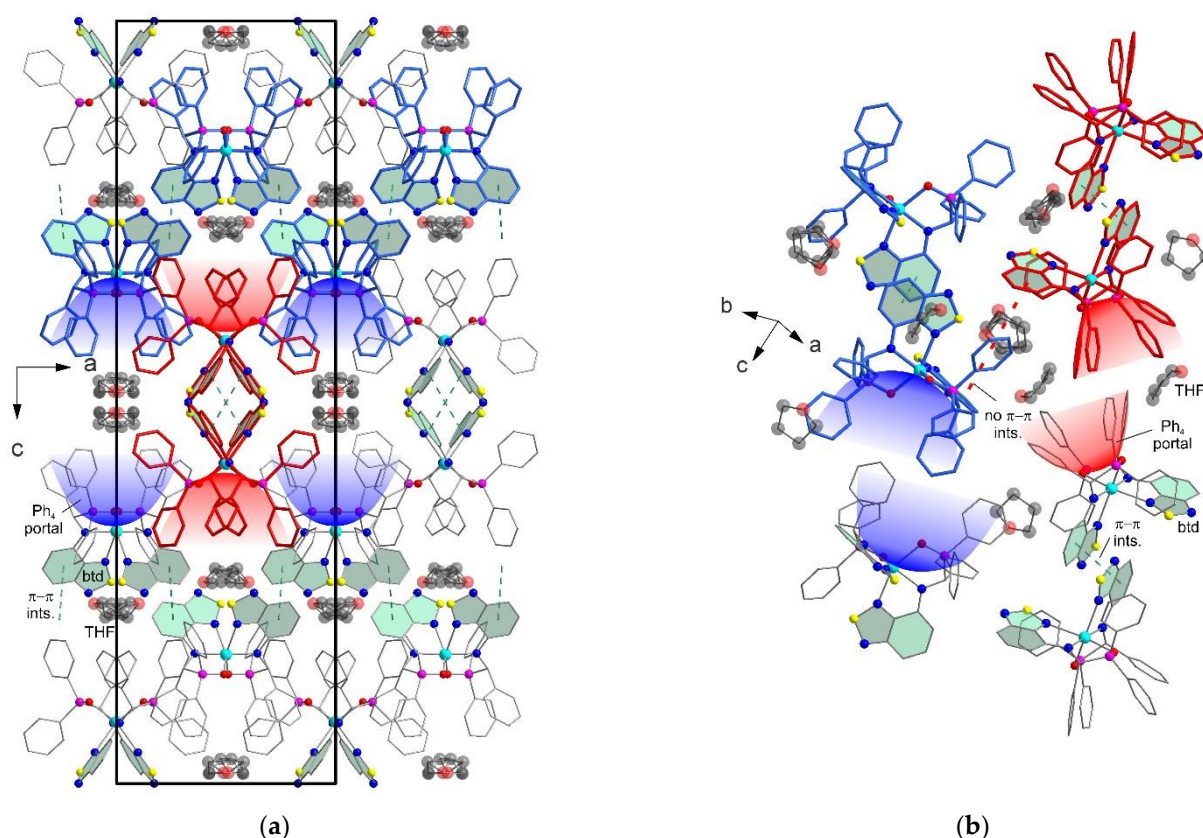 a
c
Ph₄
portal
btd
π–π
ints.
THF
(a)
b
a
c
no π–π
ints.
THF
Ph₄
portal
π–π
ints.
btd
(b)